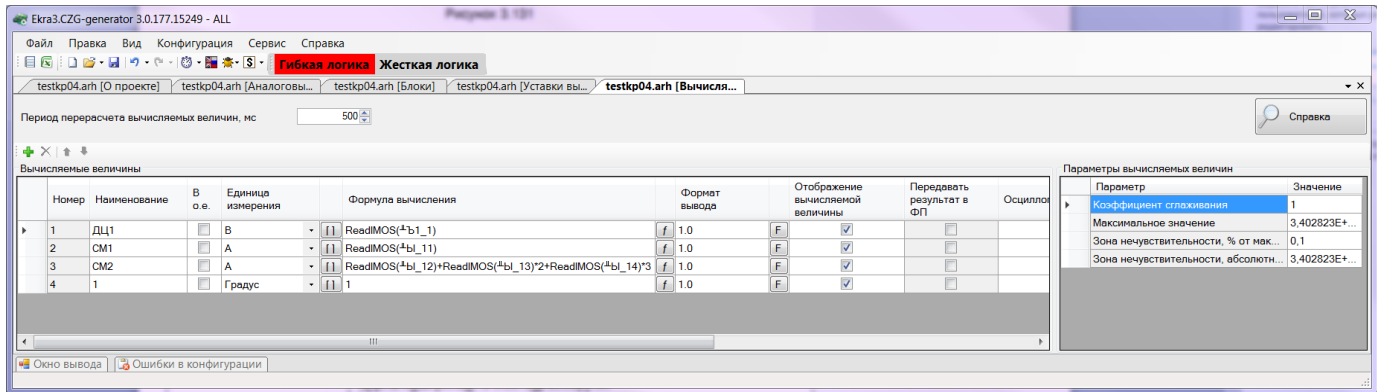 Рисунок 3.131
Ekra3.CZG-generator 3.0.177.15249 - ALL
Файл Правка Вид Конфигурация Сервис Справка
Гибкая логика Жесткая логика
testkp04.arh [О проекте] testkp04.arh [Аналоговы... testkp04.arh [Блоки] testkp04.arh [Уставки вы... testkp04.arh [Вычисля...
Период перерасчета вычисляемых величин, мс 500 Справка
Вычисляемые величины
Номер Наименование В о.е. Единица измерения Формула вычисления Формат вывода Отображение вычисляемой величины Передавать результат в ФП Осциллог
1 ДЦ1 В [] ReadIMOS(╨Ъ1_1) f 1.0 F
2 СМ1 А [] ReadIMOS(╨Ы_11) f 1.0 F
3 СМ2 А [] ReadIMOS(╨Ы_12)+ReadIMOS(╨Ы_13)*2+ReadIMOS(╨Ы_14)*3 f 1.0 F
4 1 Градус [] 1 f 1.0 F
Параметры вычисляемых величин
Параметр Значение
Коэффициент сглаживания 1
Максимальное значение 3,402823E+...
Зона нечувствительности, % от мак... 0,1
Зона нечувствительности, абсолютн... 3,402823E+...
Окно вывода Ошибки в конфигурации